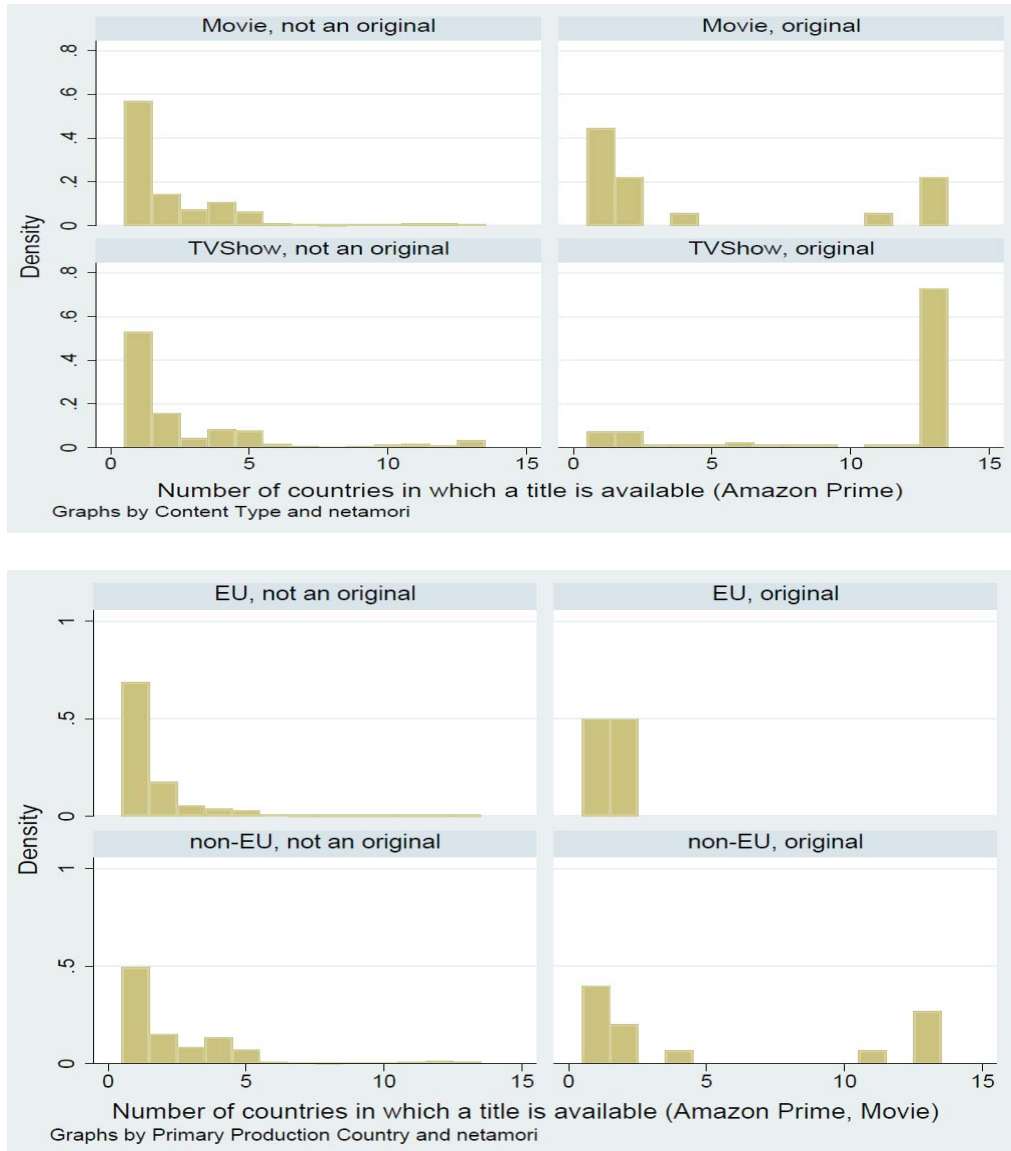 Movie, not an original
Movie, original
.8
.6
.4
.2
0
TVShow, not an original
TVShow, original
.8
.6
.4
.2
0
Density
0 5 10 15 0 5 10 15
Number of countries in which a title is available (Amazon Prime)
Graphs by Content Type and netamori
EU, not an original
EU, original
1
.5
0
non-EU, not an original
non-EU, original
1
.5
0
Density
0 5 10 15 0 5 10 15
Number of countries in which a title is available (Amazon Prime, Movie)
Graphs by Primary Production Country and netamori